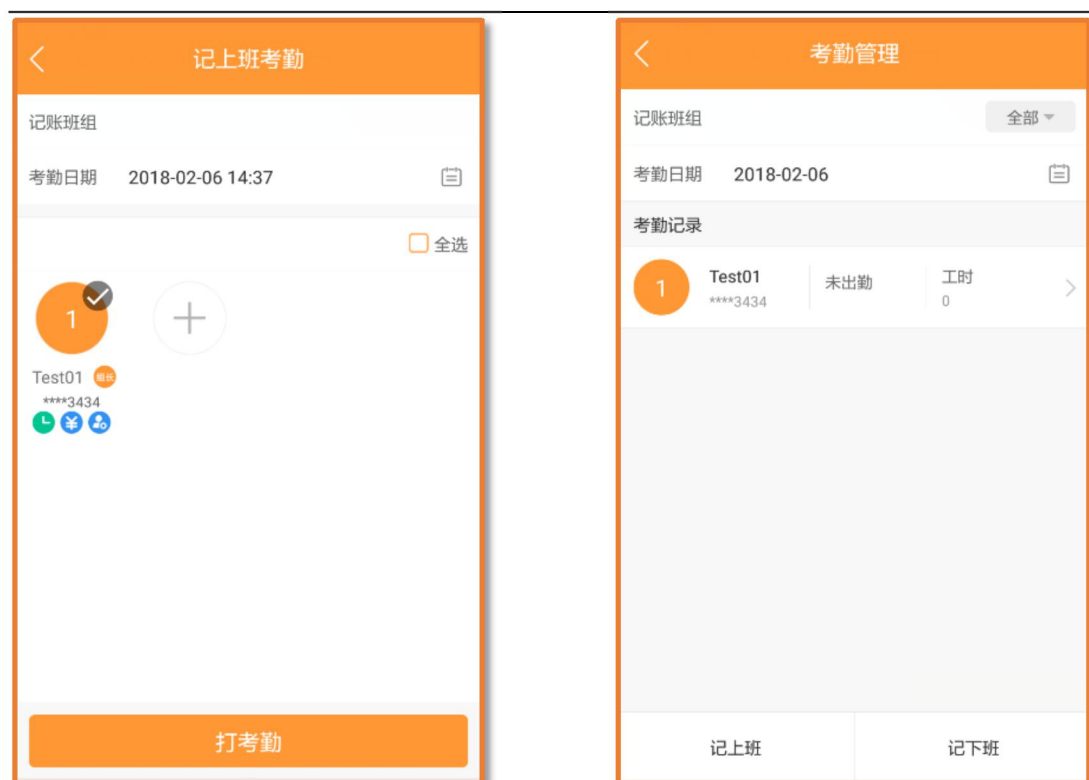 记上班考勤
记账班组
考勤日期 2018-02-06 14:37
全选
1
Test01 组长
****3434
打考勤
考勤管理
记账班组 全部
考勤日期 2018-02-06
考勤记录
1 Test01 未出勤 工时
****3434 0
记上班 记下班